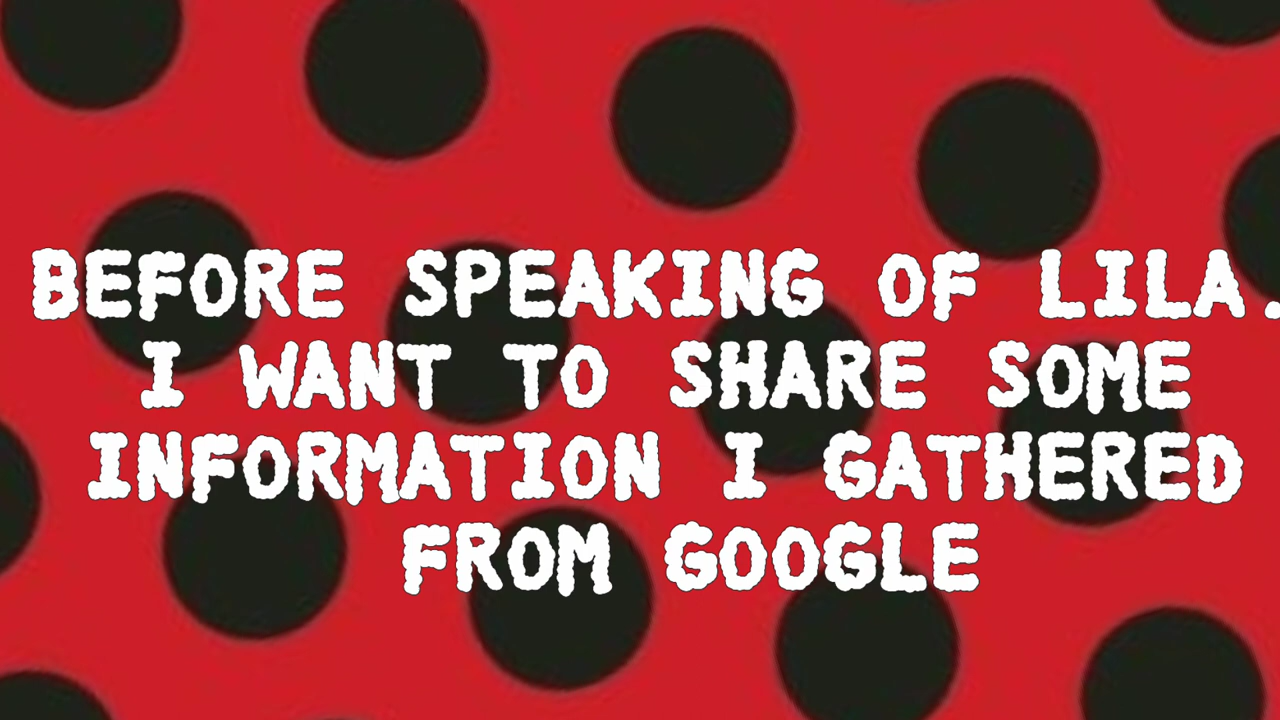 BEFORE SPEAKING OF LILA.
I WANT TO SHARE SOME
INFORMATION I GATHERED
FROM GOOGLE